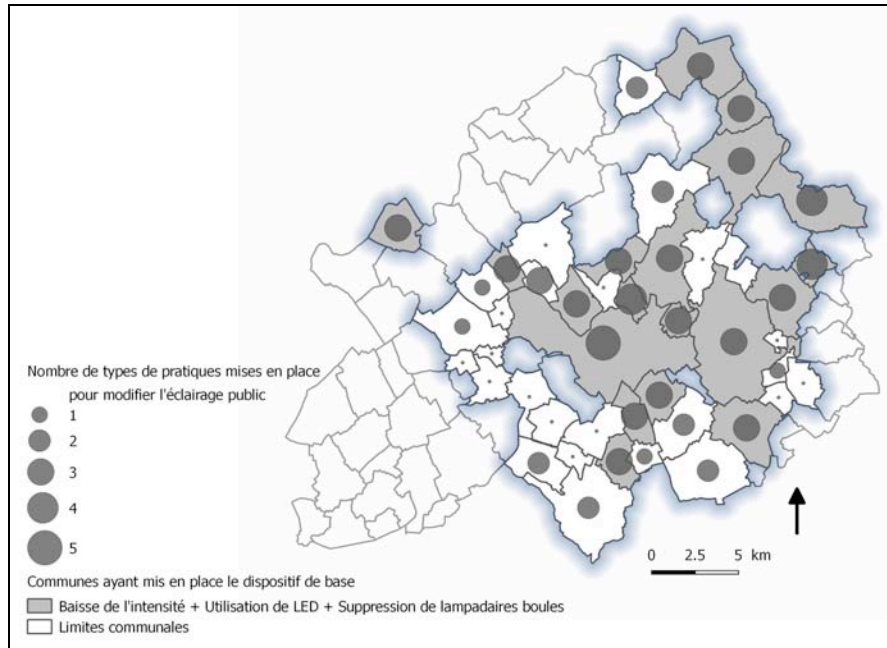 Nombre de types de pratiques mises en place
pour modifier l'éclairage public
1
2
3
4
5
0 2.5 5 km
Communes ayant mis en place le dispositif de base
Baisse de l'intensité + Utilisation de LED + Suppression de lampadaires boules
Limites communales